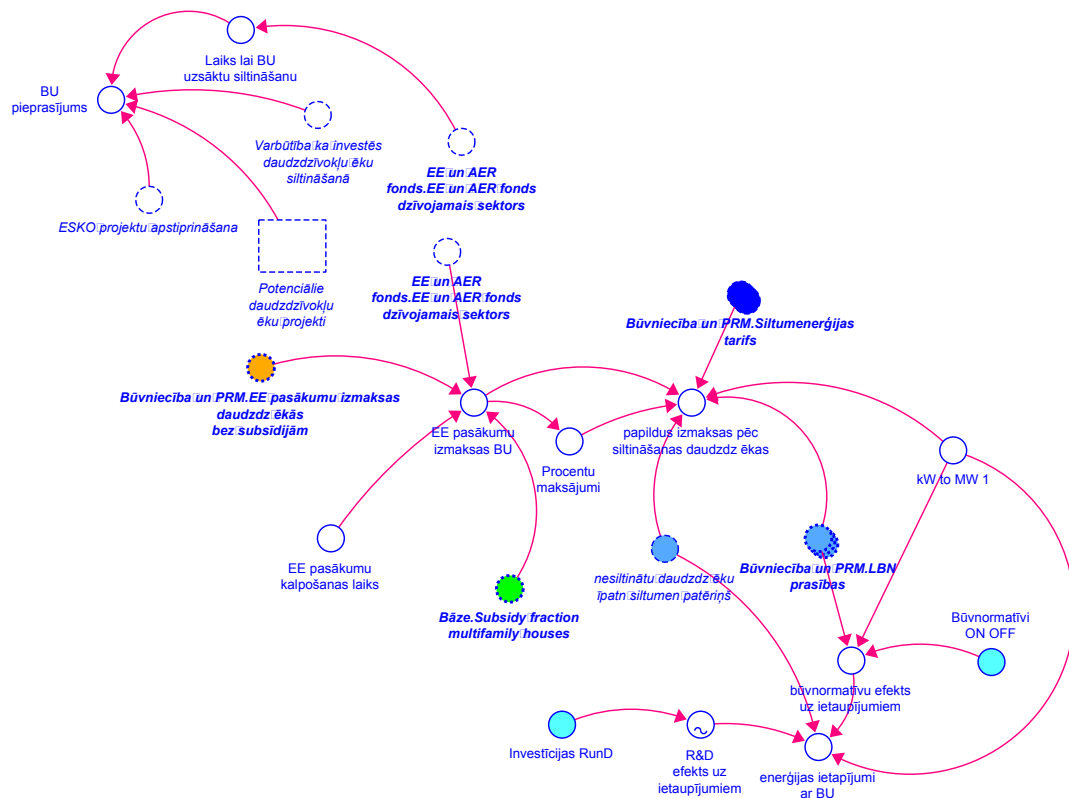 Laiks lai BU
uzsāktu siltināšanu
BU
pieprasījums
Varbūtība ka investēs
daudzdzīvokļu ēku
siltināšanā
EE un AER
fonds.EE un AER fonds
dzīvojamais sektors
ESKO projektu apstiprināšana
Potenciālie
daudzdzīvokļu
ēku projekti
EE un AER
fonds.EE un AER fonds
dzīvojamais sektors
Būvniecība un PRM.Siltumenerģijas
tarifs
Būvniecība un PRM.EE pasākumu izmaksas
daudzdz ēkās
bez subsīdijām
EE pasākumu
izmaksas BU
papildus izmaksas pēc
siltināšanas daudzdz ēkas
Procentu
maksājumi
kW to MW 1
EE pasākumu
kalpošanas laiks
nesiltinātu daudzdz ēku
īpatn siltumen patēriņš
Būvniecība un PRM.LBN
prasības
Bāze.Subsidy fraction
multifamily houses
Būvnormatīvi
ON OFF
būvnormatīvu efekts
uz ietaupījumiem
Investīcijas RunD
R&D
efekts uz
ietaupījumiem
enerģijas ietapījumi
ar BU